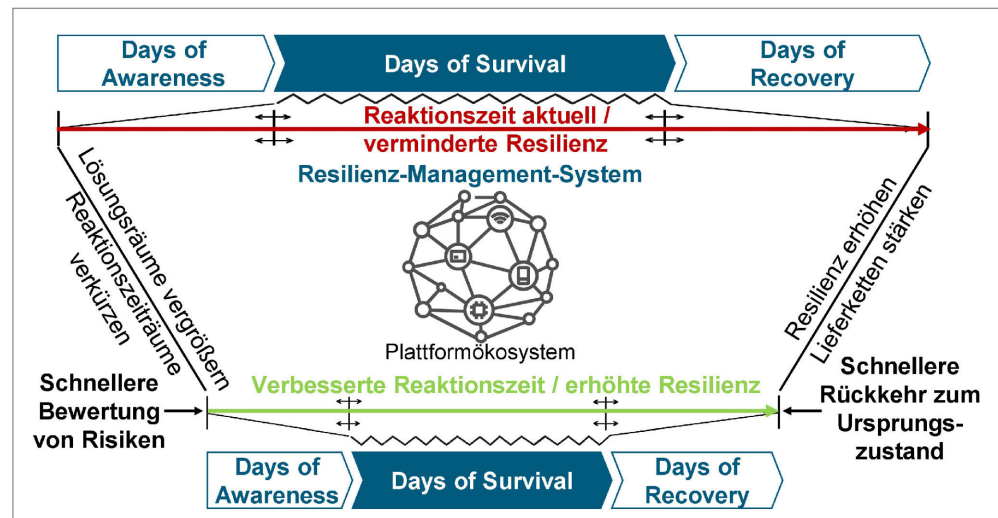 Days of
Awareness
Days of Survival
Days of
Recovery
Reaktionszeit aktuell /
verminderte Resilienz
Resilienz-Management-System
Lösungsräume vergrößern
Reaktionszeiträume
verkürzen
Resilienz erhöhen
Lieferketten stärken
Plattformökosystem
Verbesserte Reaktionszeit / erhöhte Resilienz
Schnellere
Bewertung
von Risiken
Schnellere
Rückkehr zum
Ursprungs-
zustand
Days of
Awareness
Days of Survival
Days of
Recovery